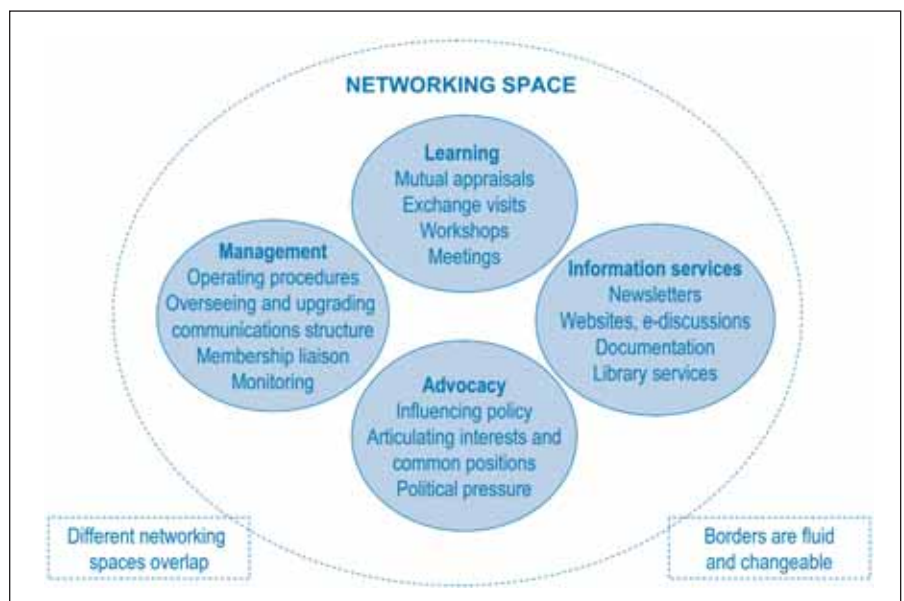 NETWORKING SPACE
Learning
Mutual appraisals
Exchange visits
Workshops
Meetings
Management
Operating procedures
Overseeing and upgrading
communications structure
Membership liaison
Monitoring
Information services
Newsletters
Websites, e-discussions
Documentation
Library services
Advocacy
Influencing policy
Articulating interests and
common positions
Political pressure
Different networking
spaces overlap
Borders are fluid
and changeable